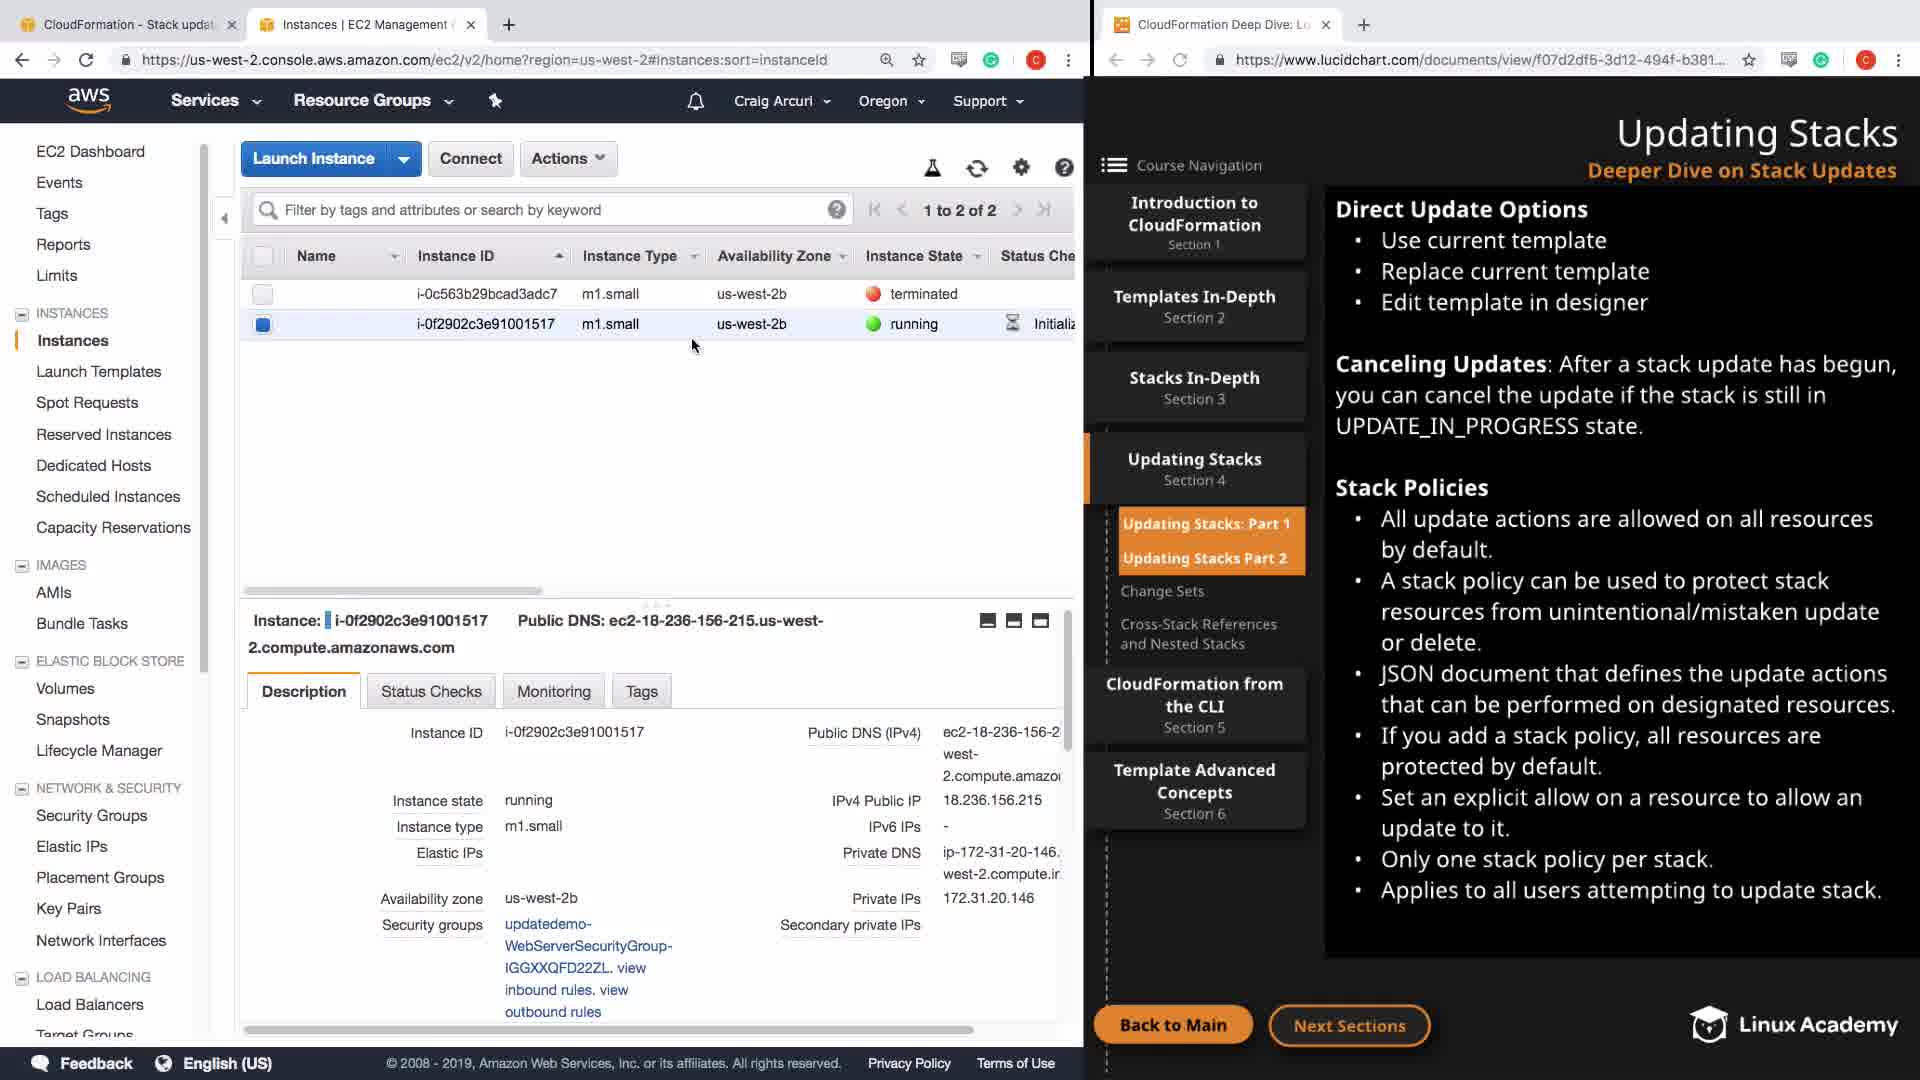 CloudFormation - Stack updat
Instances | EC2 Management
CloudFormation Deep Dive: Lu
https://us-west-2.console.aws.amazon.com/ec2/v2/home?region=us-west-2#Instances:sort=instanceId
https://www.lucidchart.com/documents/view/f07d2df6-3d12-494f-b381...
aws
Services
Resource Groups
Craig Arcuri
Oregon
Support
EC2 Dashboard
Events
Tags
Reports
Limits
INSTANCES
Instances
Launch Templates
Spot Requests
Reserved Instances
Dedicated Hosts
Scheduled Instances
Capacity Reservations
IMAGES
AMIs
Bundle Tasks
ELASTIC BLOCK STORE
Volumes
Snapshots
Lifecycle Manager
NETWORK & SECURITY
Security Groups
Elastic IPs
Placement Groups
Key Pairs
Network Interfaces
LOAD BALANCING
Load Balancers
Target Groups
Launch Instance
Connect
Actions
Filter by tags and attributes or search by keyword
1 to 2 of 2
Name Instance ID Instance Type Availability Zone Instance State Status Che
i-0c563b29bcad3adc7 m1.small us-west-2b terminated
i-0f2902c3e91001517 m1.small us-west-2b running Initializ
Instance: i-0f2902c3e91001517 Public DNS: ec2-18-236-156-215.us-west-
2.compute.amazonaws.com
Description Status Checks Monitoring Tags
Instance ID i-0f2902c3e91001517
Instance state running
Instance type m1.small
Elastic IPs
Availability zone us-west-2b
Security groups updatedemo-
WebServerSecurityGroup-
IGGXXQFD22ZL. view
inbound rules. view
outbound rules
Public DNS (IPv4) ec2-18-236-156-2
west-
2.compute.amazo
IPv4 Public IP 18.236.156.215
IPv6 IPs -
Private DNS ip-172-31-20-146.
west-2.compute.in
Private IPs 172.31.20.146
Secondary private IPs
Feedback
English (US)
© 2008 - 2019, Amazon Web Services, Inc. or its affiliates. All rights reserved.
Privacy Policy
Terms of Use
Updating Stacks
Deeper Dive on Stack Updates
Course Navigation
Introduction to
CloudFormation
Section 1
Templates In-Depth
Section 2
Stacks In-Depth
Section 3
Updating Stacks
Section 4
Updating Stacks: Part 1
Updating Stacks Part 2
Change Sets
Cross-Stack References
and Nested Stacks
CloudFormation from
the CLI
Section 5
Template Advanced
Concepts
Section 6
Direct Update Options
• Use current template
• Replace current template
• Edit template in designer
Canceling Updates: After a stack update has begun,
you can cancel the update if the stack is still in
UPDATE_IN_PROGRESS state.
Stack Policies
• All update actions are allowed on all resources
by default.
• A stack policy can be used to protect stack
resources from unintentional/mistaken update
or delete.
• JSON document that defines the update actions
that can be performed on designated resources.
• If you add a stack policy, all resources are
protected by default.
• Set an explicit allow on a resource to allow an
update to it.
• Only one stack policy per stack.
• Applies to all users attempting to update stack.
Back to Main
Next Sections
Linux Academy